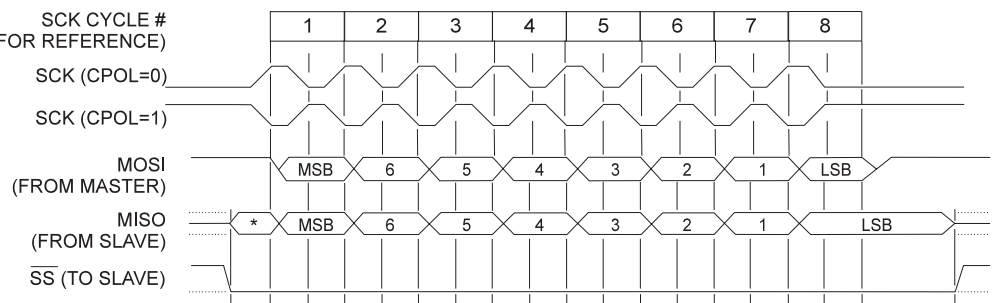 SCK CYCLE #
FOR REFERENCE)
1 2 3 4 5 6 7 8
SCK (CPOL=0)
SCK (CPOL=1)
MOSI
(FROM MASTER)
MSB 6 5 4 3 2 1 LSB
MISO
(FROM SLAVE)
* MSB 6 5 4 3 2 1 LSB
SS (TO SLAVE)